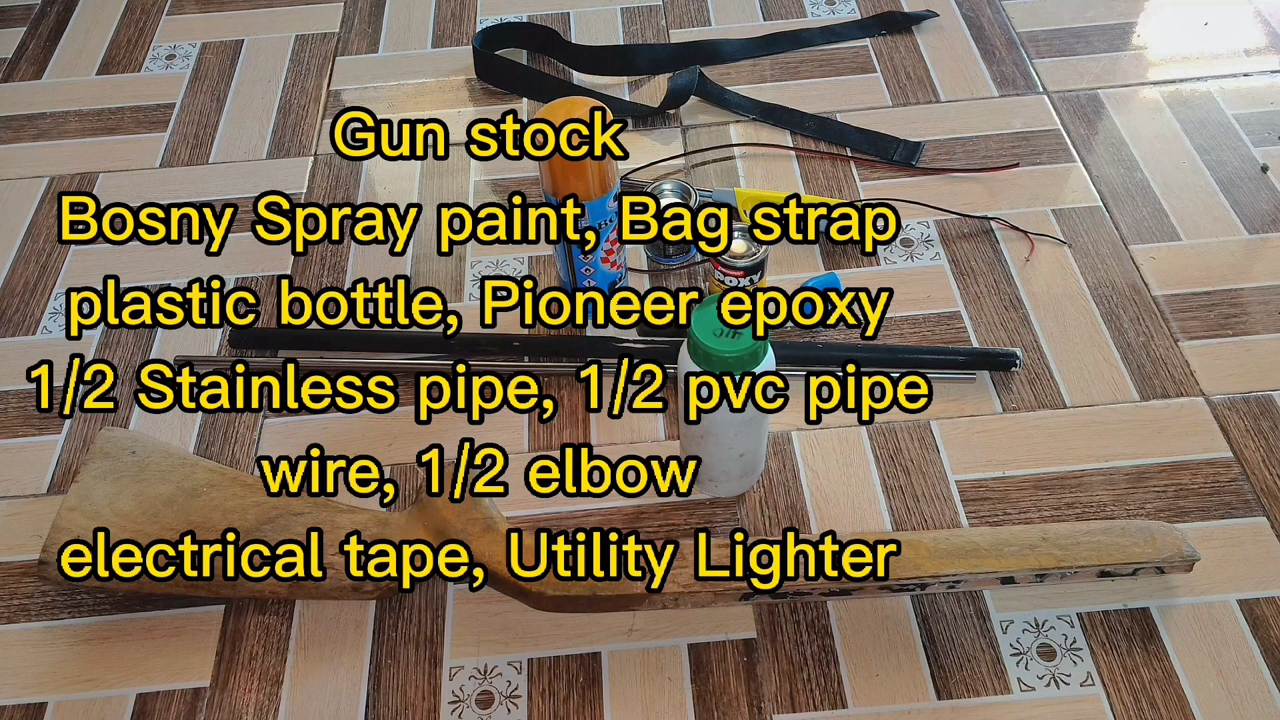 Gun stock
Bosny Spray paint, Bag strap
plastic bottle, Pioneer epoxy
POXY
1/2 Stainless pipe, 1/2 pvc pipe
wire, 1/2 elbow
electrical tape, Utility Lighter